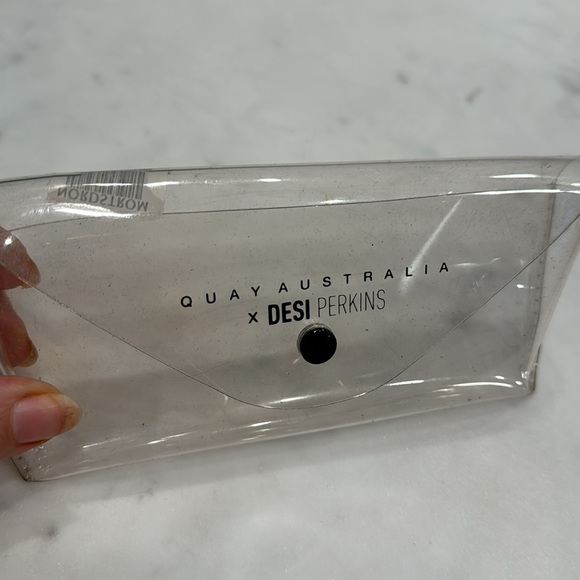 NORDSTROM
QUAY AUSTRALIA
x DESI PERKINS